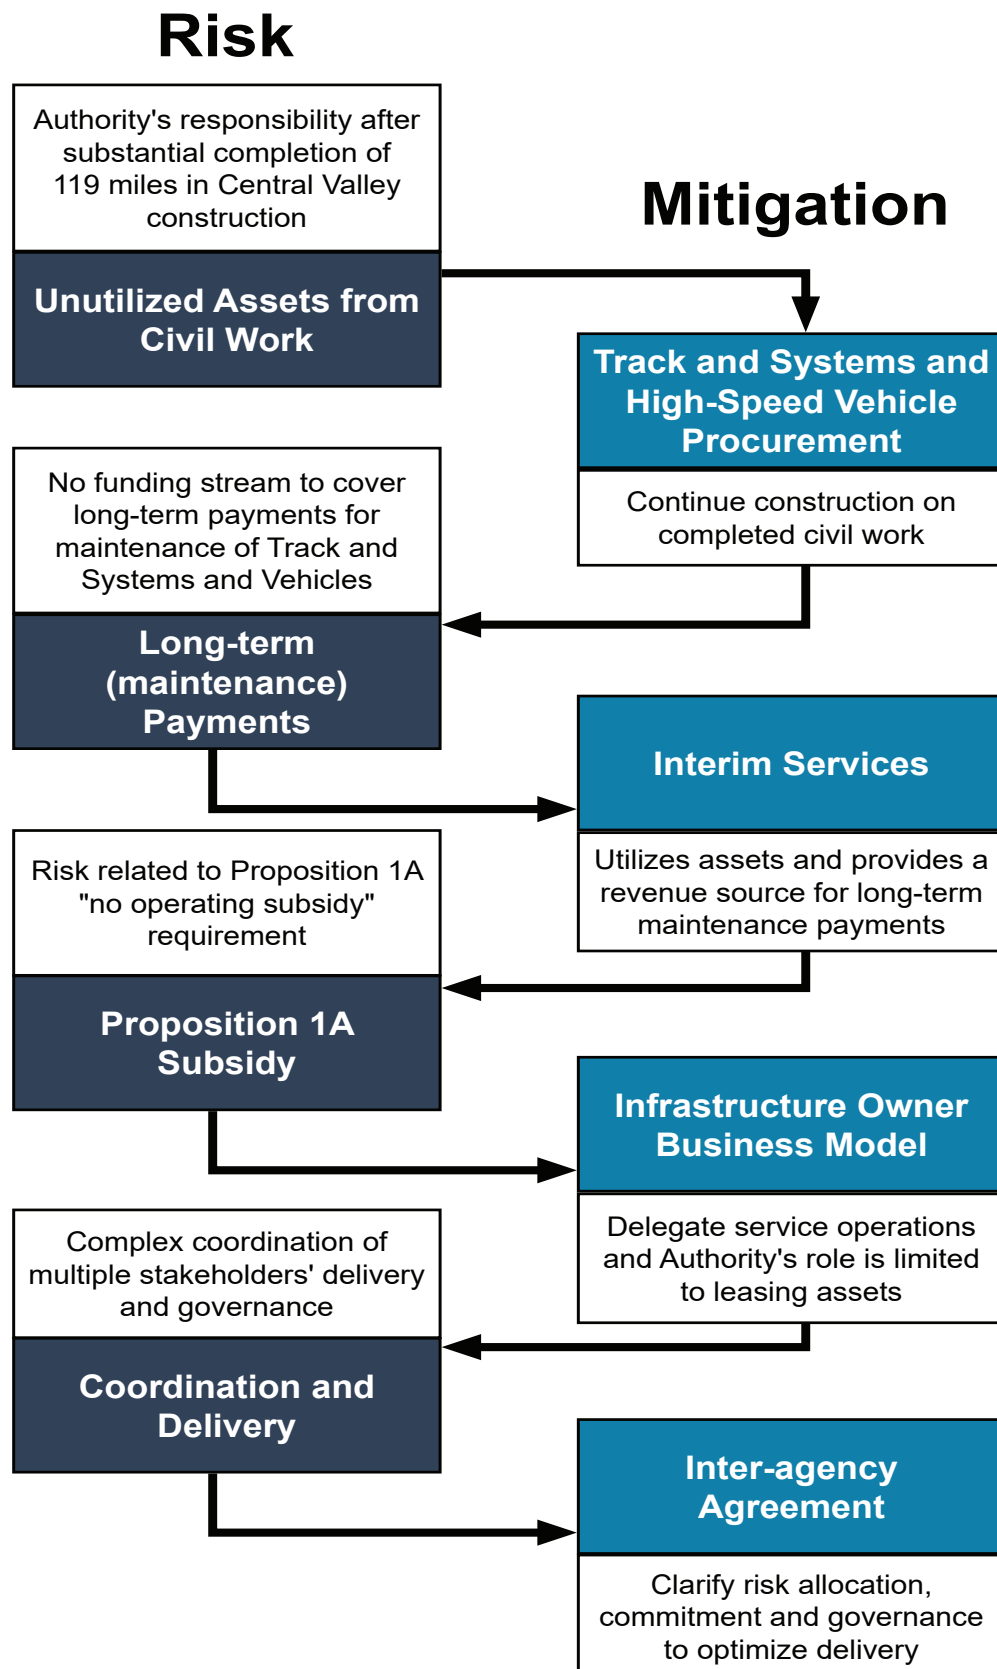 Risk
Authority's responsibility after
substantial completion of
119 miles in Central Valley
construction
Unutilized Assets from
Civil Work
Mitigation
Track and Systems and
High-Speed Vehicle
Procurement
Continue construction on
completed civil work
No funding stream to cover
long-term payments for
maintenance of Track and
Systems and Vehicles
Long-term
(maintenance)
Payments
Interim Services
Utilizes assets and provides a
revenue source for long-term
maintenance payments
Risk related to Proposition 1A
"no operating subsidy"
requirement
Proposition 1A
Subsidy
Infrastructure Owner
Business Model
Delegate service operations
and Authority's role is limited
to leasing assets
Complex coordination of
multiple stakeholders' delivery
and governance
Coordination and
Delivery
Inter-agency
Agreement
Clarify risk allocation,
commitment and governance
to optimize delivery